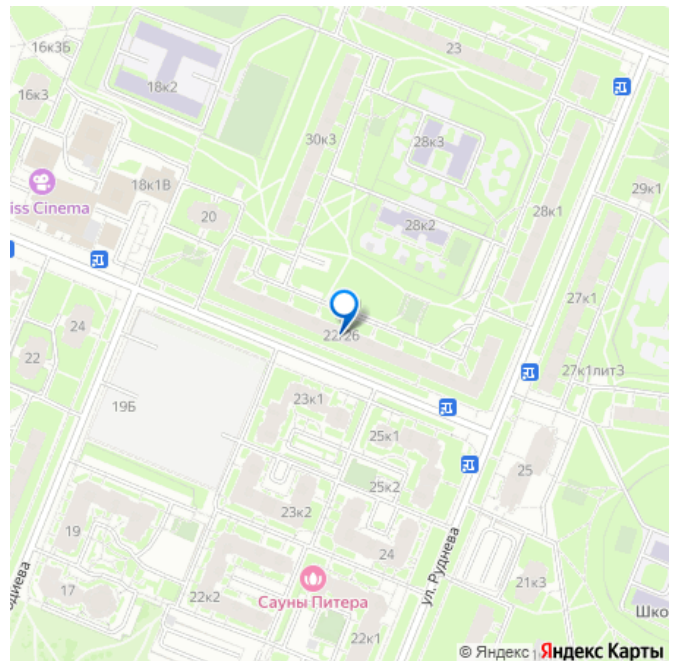 16к3Б
23
18к2
16к3
30к3
28к3
29к1
18к1В
iss Cinema
20
28к1
28к2
27к1
24
22/26
22
27к1лит3
19Б
23к1
25к1
25
25к2
23к2
19
24
ул. Руднева
17
21к3
Сауны Питера
22к2
одиева
Шко
22к1
© Яндекс
Яндекс Карты